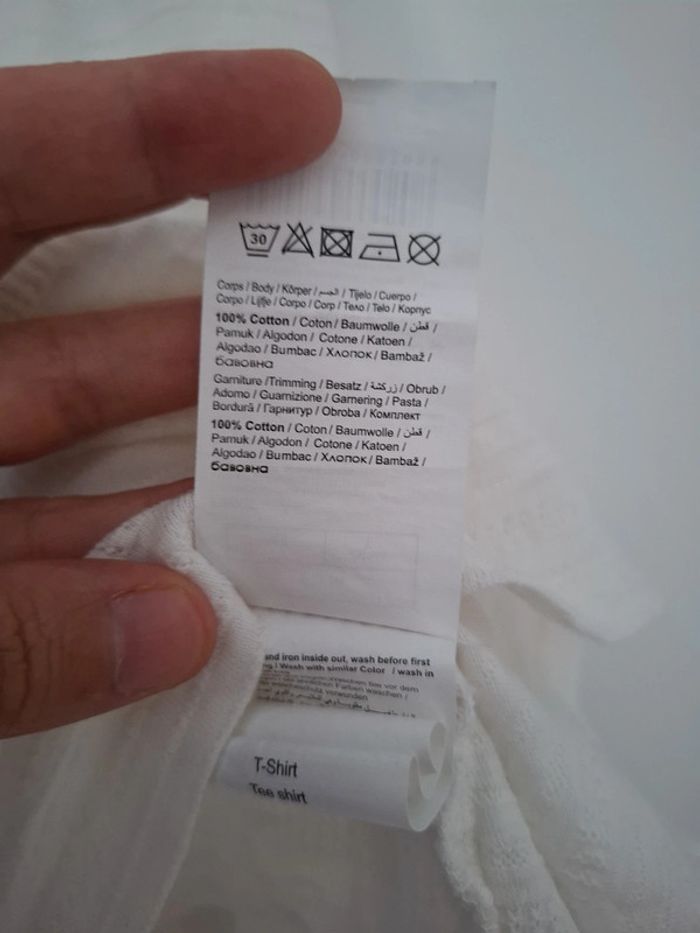 30
Corps / Body / Körper / الجسم / Tijelo / Cuerpo /
Corpo / Lijfje / Corpo / Corp / Тело / Telo / Корпус
100% Cotton / Coton / Baumwolle / قطن /
Pamuk / Algodon / Cotone / Katoen /
Algodao / Bumbac / Хлопок / Bambaž /
бавовна
Garniture /Trimming / Besatz / زركشة / Obrub /
Adorno / Guarnizione / Garnering / Pasta /
Bordură / Гарнитур / Obroba / Комплект
100% Cotton / Coton / Baumwolle / قطن /
Pamuk / Algodon / Cotone / Katoen /
Algodao / Bumbac / Хлопок / Bambaž /
бавовна
and iron inside out, wash before first
/ Wash with similar Color / wash in
T-Shirt
Tee shirt